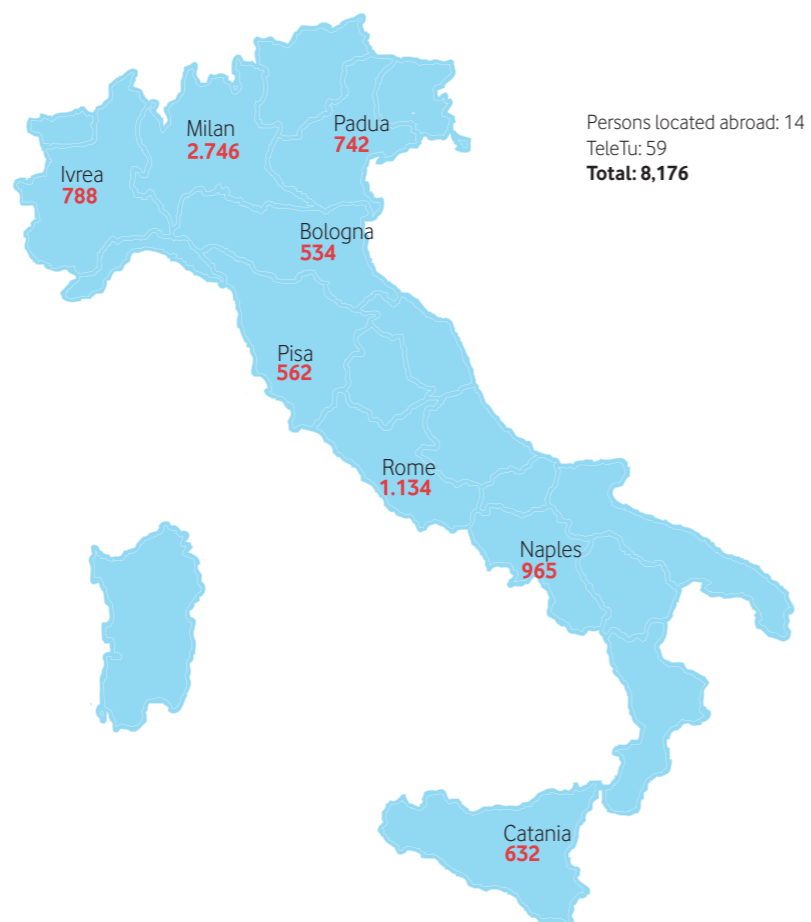 Milan
2.746
Padua
742
Persons located abroad: 14
TeleTu: 59
Total: 8,176
Ivrea
788
Bologna
534
Pisa
562
Rome
1.134
Naples
965
Catania
632